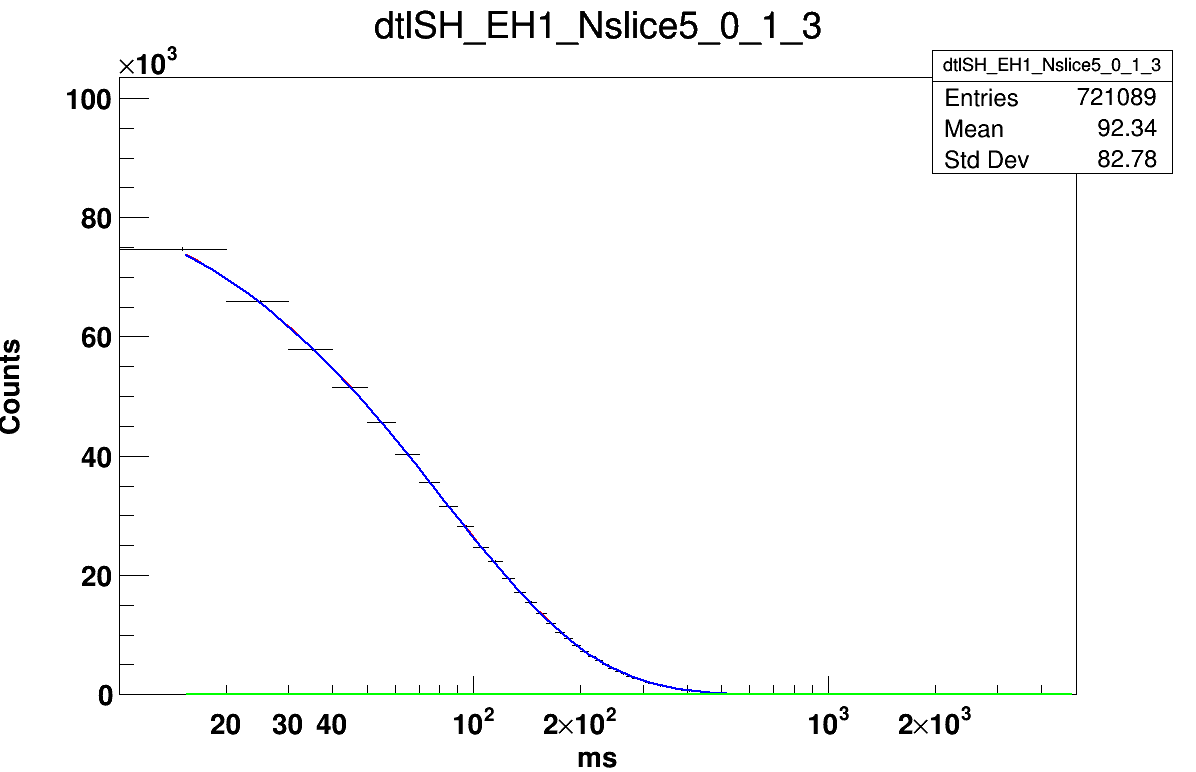 dtlSH_EH1_Nslice5_0_1_3
×10³
dtlSH_EH1_Nslice5_0_1_3
Entries 721089
Mean 92.34
Std Dev 82.78
100
80
60
40
20
0
Counts
20 30 40 10² 2×10² 10³ 2×10³
ms